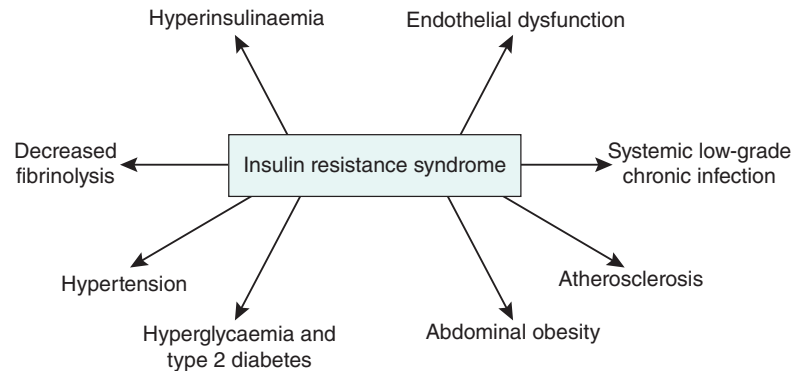 Hyperinsulinaemia
Endothelial dysfunction
Decreased
fibrinolysis
Insulin resistance syndrome
Systemic low-grade
chronic infection
Hypertension
Atherosclerosis
Hyperglycaemia and
type 2 diabetes
Abdominal obesity